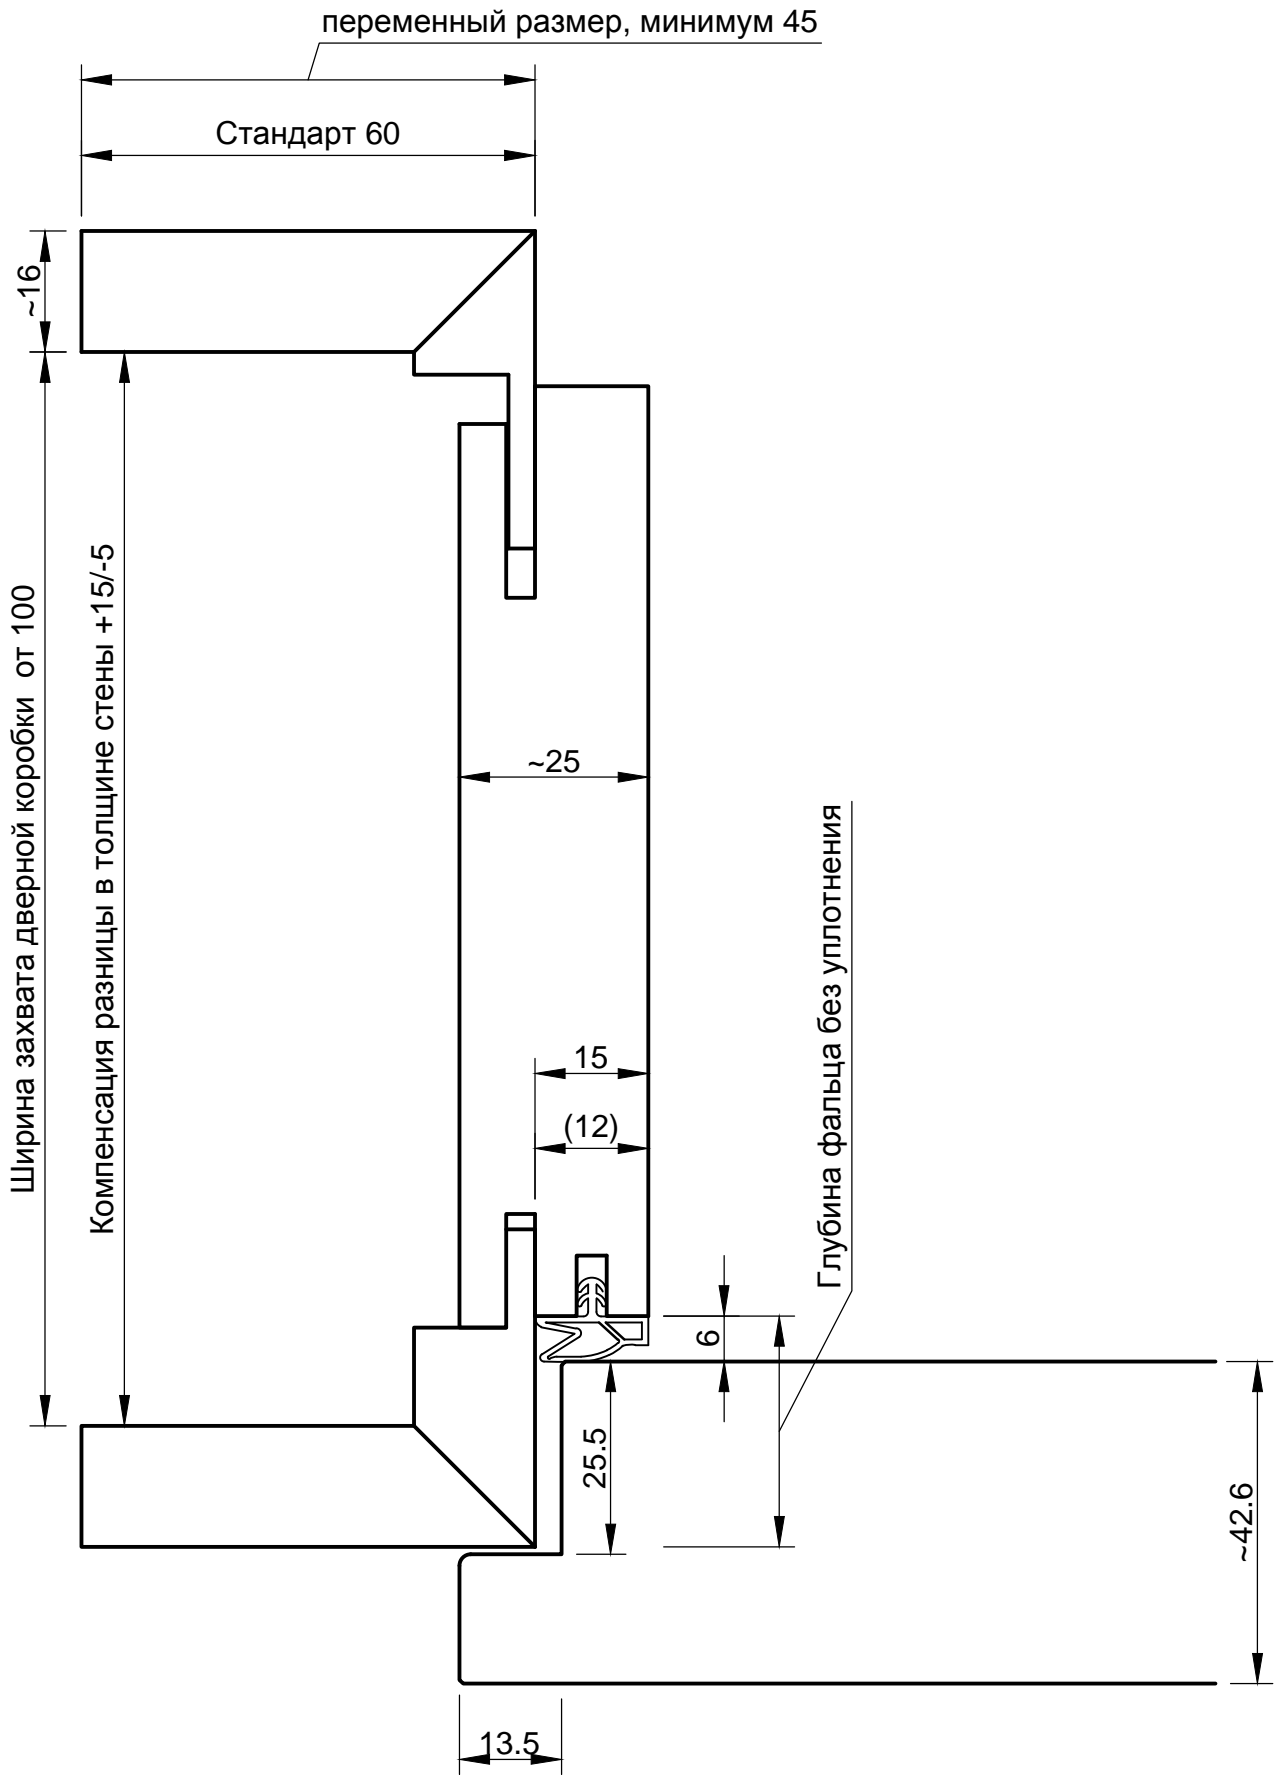 переменный размер, минимум 45
Стандарт 60
~16
Ширина захвата дверной коробки от 100
Компенсация разницы в толщине стены +15/-5
~25
15
(12)
Глубина фальца без уплотнения
6
25.5
~42.6
13.5